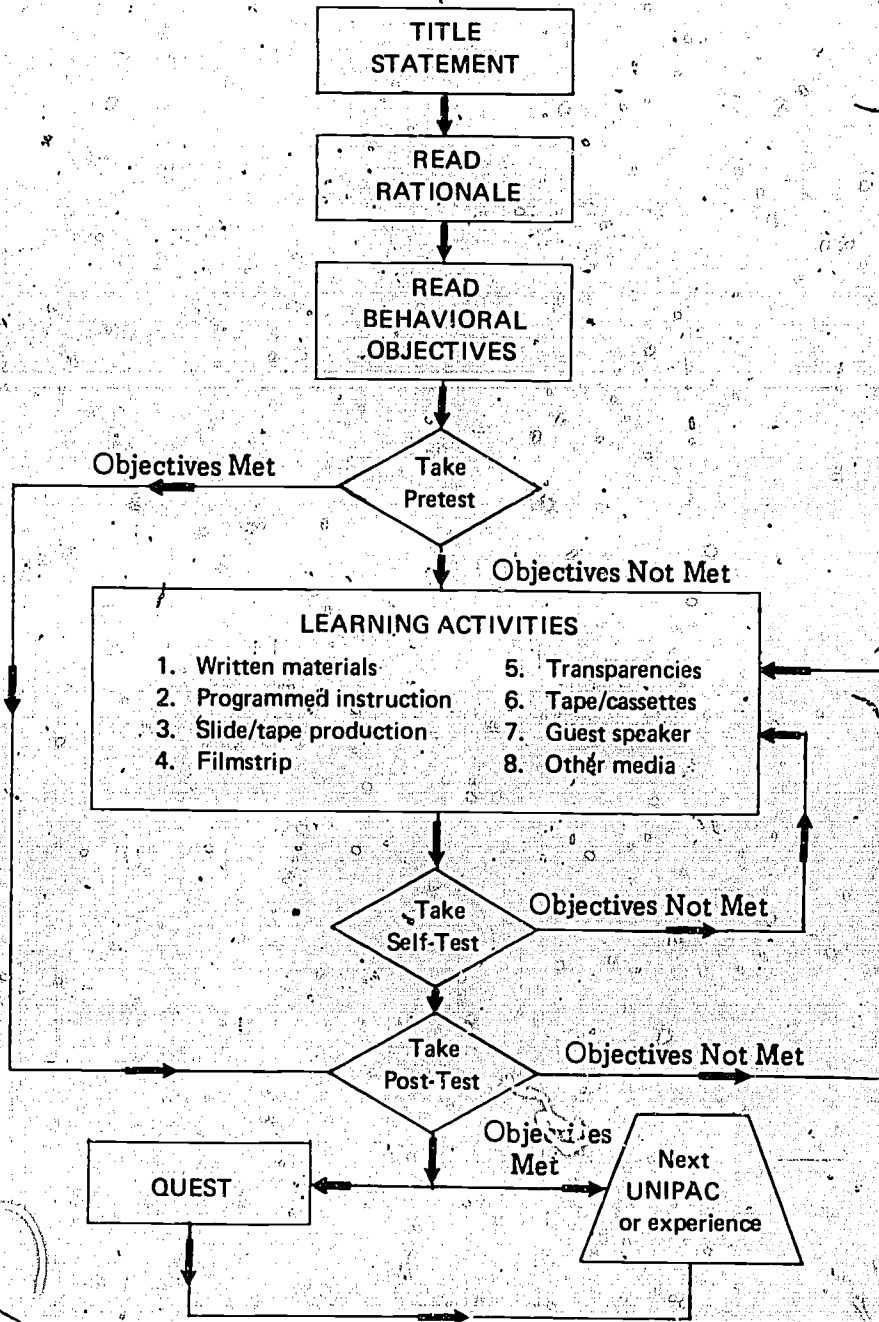 TITLE
STATEMENT
READ
RATIONALE
READ
BEHAVIORAL
OBJECTIVES
Objectives Met
Take
Pretest
Objectives Not Met
LEARNING ACTIVITIES
1. Written materials
2. Programmed instruction
3. Slide/tape production
4. Filmstrip
5. Transparencies
6. Tape/cassettes
7. Guest speaker
8. Other media
Take
Self-Test
Objectives Not Met
Take
Post-Test
Objectives Not Met
Objectives
Met
QUEST
Next
UNIPAC
or experience